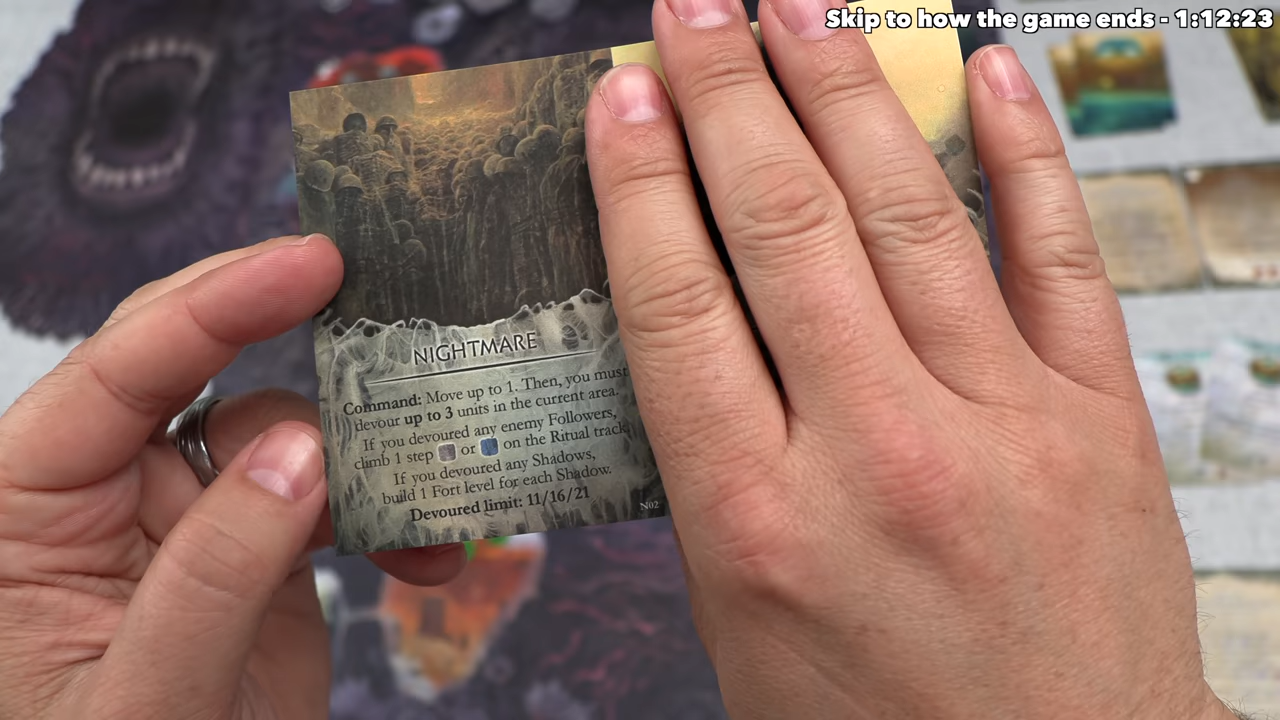 Skip to how the game ends - 1:12:23
NIGHTMARE
Command: Move up to 1. Then, you must
devour up to 3 units in the current area.
If you devoured any enemy Followers,
climb 1 step or on the Ritual track.
If you devoured any Shadows,
build 1 Fort level for each Shadow.
Devoured limit: 11/16/21
N02